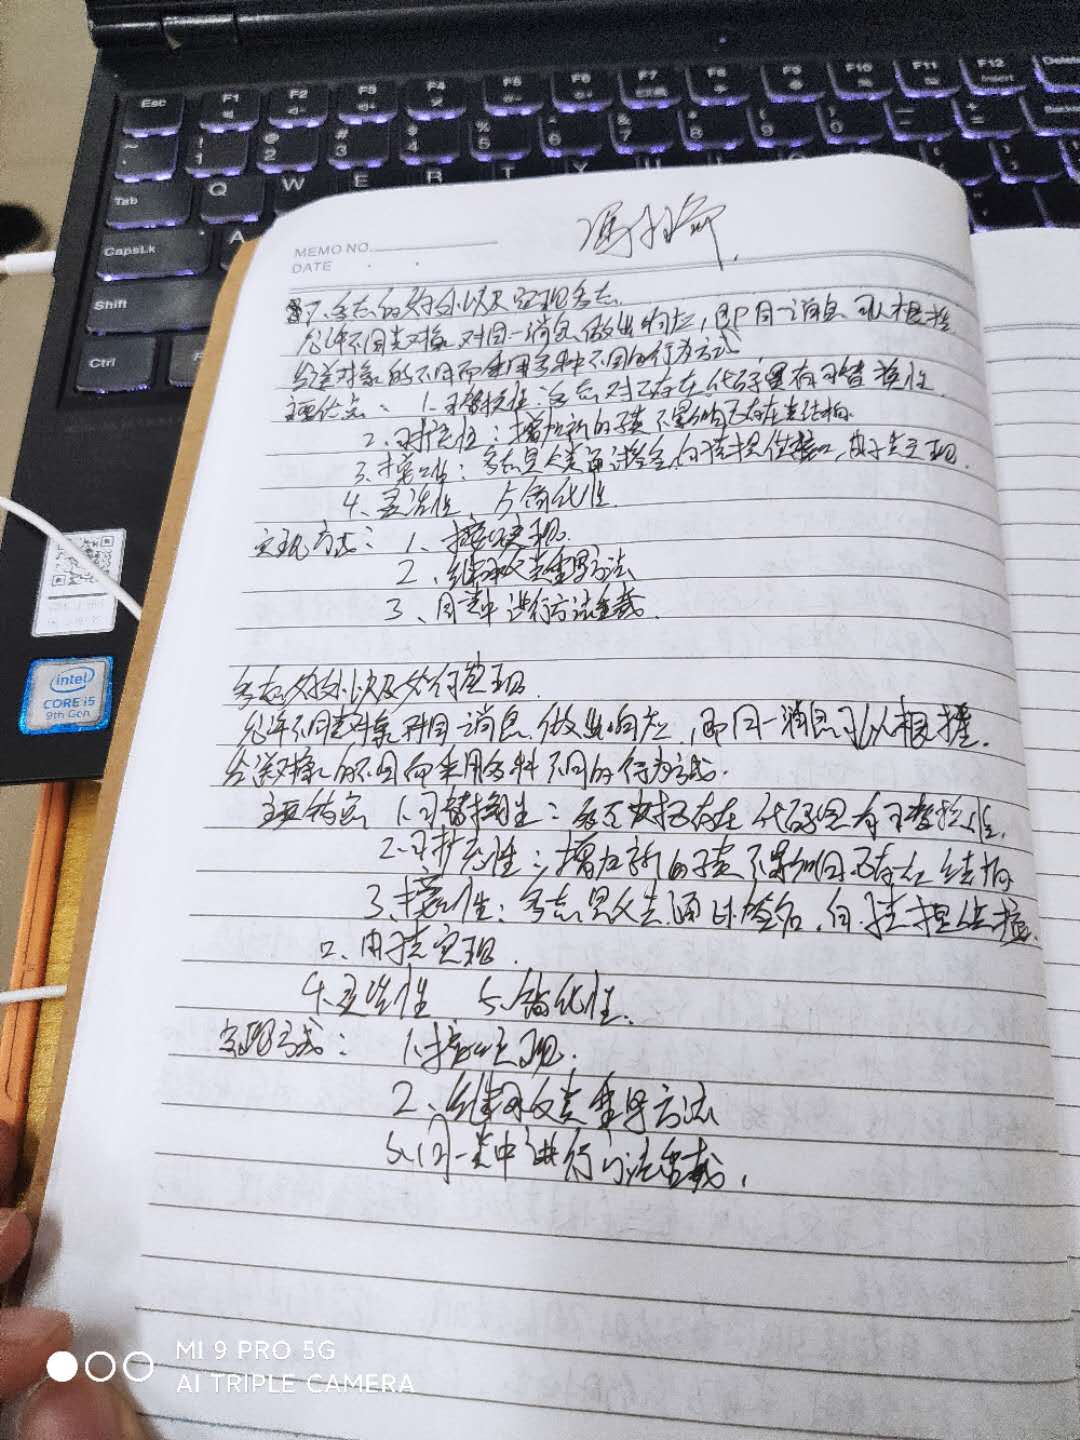 Esc F1 F2 F3 F4 F5 F6 F7 F8 F9 F10 F11 F12 Delete
Insert
~ ! @ # $ % ^ & * ( )
1 2 3 4 5 6 7 8 9 0
Tab Q W E R T Y U
CapsLk A
Shift
Ctrl F
intel
CORE i5
9th Gen
MEMO NO.
DATE
7、多态的好处以及实现多态.
允许不同类对象对同一消息做出响应,即同一消息可以根据
发送对象的不同而采用多种不同的行为方式
主要优点: 1.可替换性:多态对已存在代码具有可替换性
2.可扩充性:增加新的子类不影响已存在类结构.
3.接口性:多态是父类通过签名,向子类提供接口,由子类实现.
4、灵活性、5、简化性.
实现方式: 1、接口实现.
2、继承父类重写方法
3、同类中进行方法重载.
多态好处以及如何实现.
允许不同类对象对同一消息做出响应,即同一消息可以根据.
发送对象的不同而采用多种不同的行为方式.
主要 1.可替换性:多态对已存在代码具有可替换性.
2.可扩充性:增加新的子类不影响已存在结构
3.接口性:多态是父类通过签名,向子类提供接
口、由子类实现.
4.灵活性 5、简化性.
实现方式: 1.接口实现.
2、继承父类重写方法
3、同一类中进行方法重载.
MI 9 PRO 5G
AI TRIPLE CAMERA